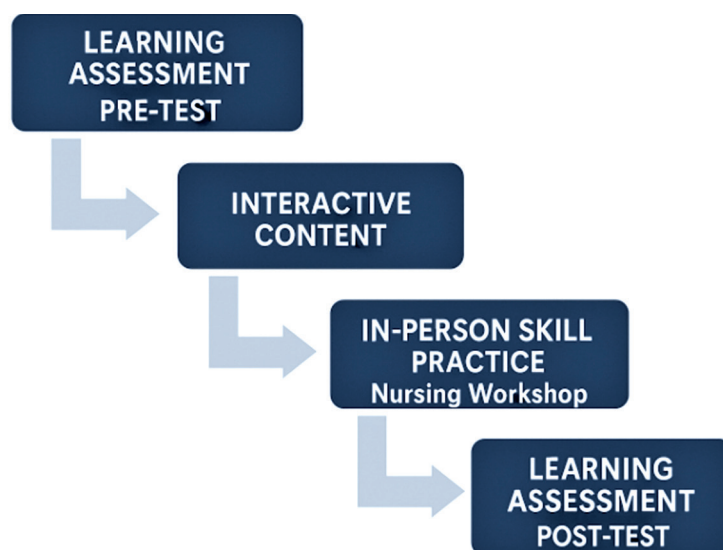 LEARNING
ASSESSMENT
PRE-TEST
INTERACTIVE
CONTENT
IN-PERSON SKILL
PRACTICE
Nursing Workshop
LEARNING
ASSESSMENT
POST-TEST